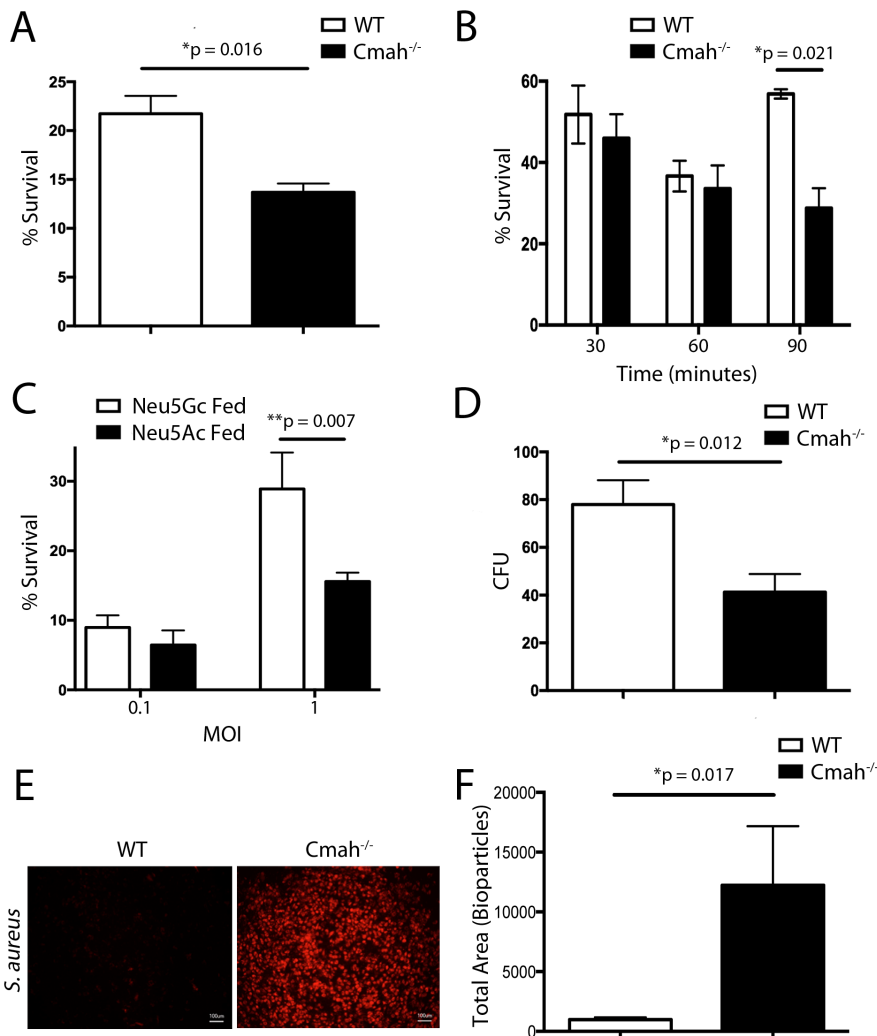 A
WT
Cmah-/-
*p = 0.016
% Survival
25
20
15
10
5
0
B
WT
Cmah-/-
*p = 0.021
% Survival
60
40
20
0
30
60
90
Time (minutes)
C
Neu5Gc Fed
Neu5Ac Fed
**p = 0.007
% Survival
30
20
10
0
0.1
1
MOI
D
WT
Cmah-/-
*p = 0.012
CFU
100
80
60
40
20
0
E
WT
Cmah-/-
S. aureus
100μm
100μm
F
WT
Cmah-/-
*p = 0.017
Total Area (Bioparticles)
20000
15000
10000
5000
0